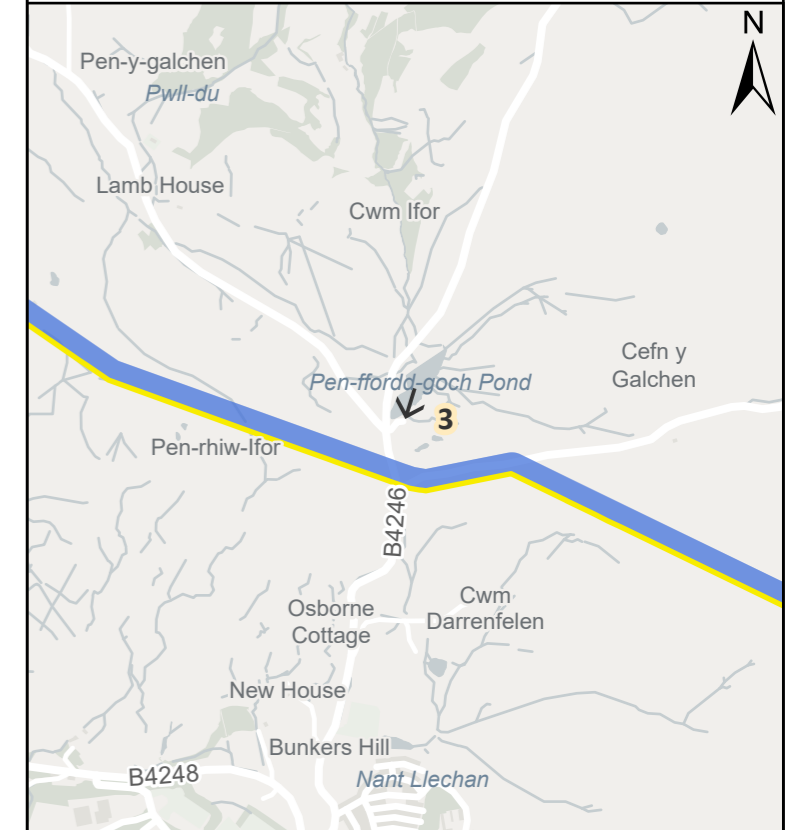 N
Pen-y-galchen
Pwll-du
Lamb House
Cwm Ifor
Cefn y
Galchen
Pen-ffordd-goch Pond
3
Pen-rhiw-Ifor
B4246
Osborne
Cottage
Cwm
Darrenfelen
New House
Bunkers Hill
B4248
Nant Llechan